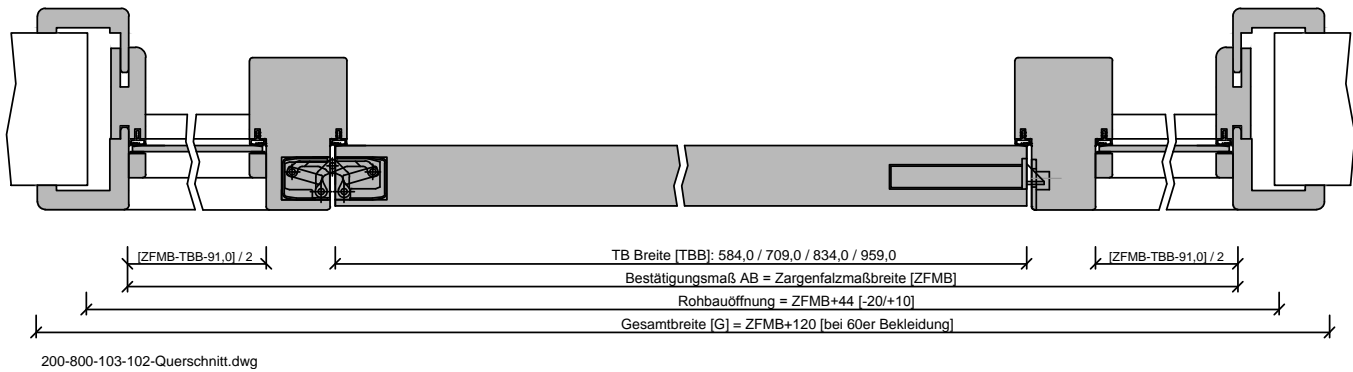 [ZFMB-TBB-91,0] / 2
TB Breite [TBB]: 584,0 / 709,0 / 834,0 / 959,0
[ZFMB-TBB-91,0] / 2
Bestätigungsmaß AB = Zargenfalzmaßbreite [ZFMB]
Rohbauöffnung = ZFMB+44 [-20/+10]
Gesamtbreite [G] = ZFMB+120 [bei 60er Bekleidung]
200-800-103-102-Querschnitt.dwg